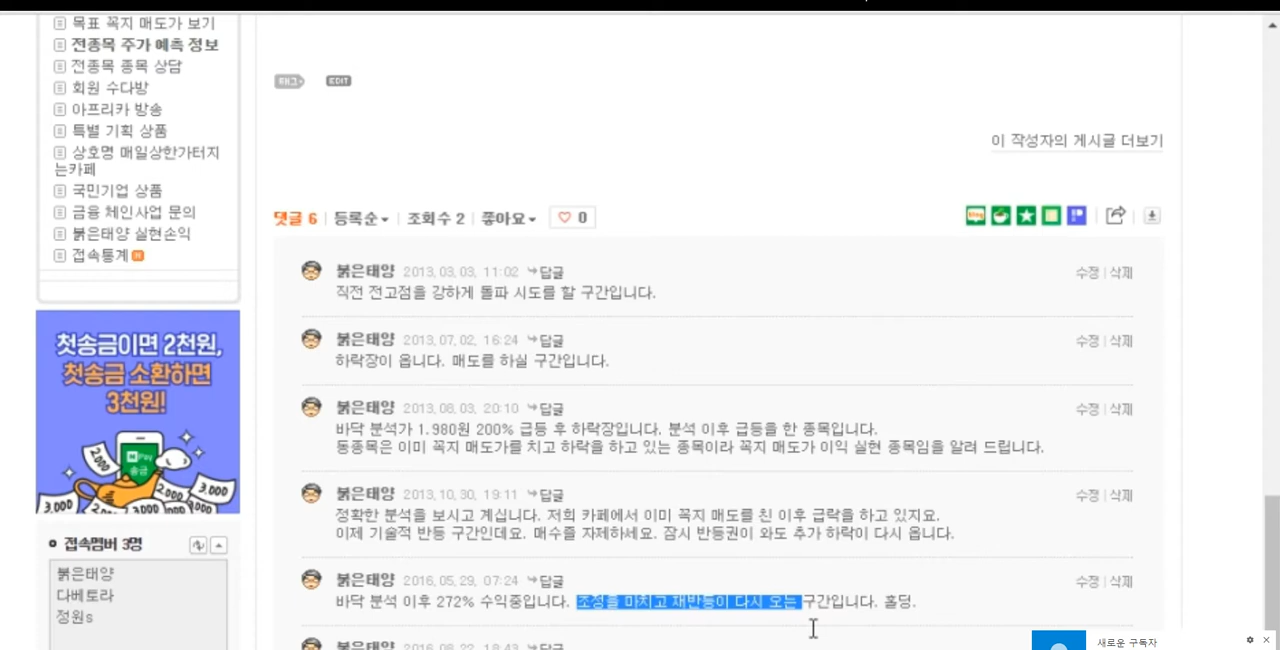 목표 꼭지 매도가 보기
전종목 주가 예측 정보
전종목 종목 상담
회원 수다방
아프리카 방송
특별 기획 상품
상호명 매일상한가터지
는카페
국민기업 상품
금융 체인사업 문의
붉은태양 실현손익
접속통계
첫송금이면 2천원,
첫송금 소환하면
3천원!
Pay
송금
2,000
3,000
2,000
3,000
3,000
접속멤버 3명
붉은태양
다베토라
정원s
태그
EDIT
이 작성자의 게시글 더보기
댓글 6 | 등록순 | 조회수 2 | 좋아요 0
blog
붉은태양 2013.03.03. 11:02 답글 수정 | 삭제
직전 전고점을 강하게 돌파 시도를 할 구간입니다.
붉은태양 2013.07.02. 16:24 답글 수정 | 삭제
하락장이 옵니다. 매도를 하실 구간입니다.
붉은태양 2013.08.03. 20:10 답글 수정 | 삭제
바닥 분석가 1.980원 200% 급등 후 하락장입니다. 분석 이후 급등을 한 종목입니다.
동종목은 이미 꼭지 매도가를 치고 하락을 하고 있는 종목이라 꼭지 매도가 이익 실현 종목임을 알려 드립니다.
붉은태양 2013.10.30. 19:11 답글 수정 | 삭제
정확한 분석을 보시고 계십니다. 저희 카페에서 이미 꼭지 매도를 친 이후 급락을 하고 있지요.
이제 기술적 반등 구간인데요. 매수를 자제하세요. 잠시 반등권이 와도 추가 하락이 다시 옵니다.
붉은태양 2016.05.29. 07:24 답글 수정 | 삭제
바닥 분석 이후 272% 수익중입니다. 조정을 마치고 재반등이 다시 오는 구간입니다. 홀딩.
붉은태양 2016.08.22. 18:43 답글
새로운 구독자